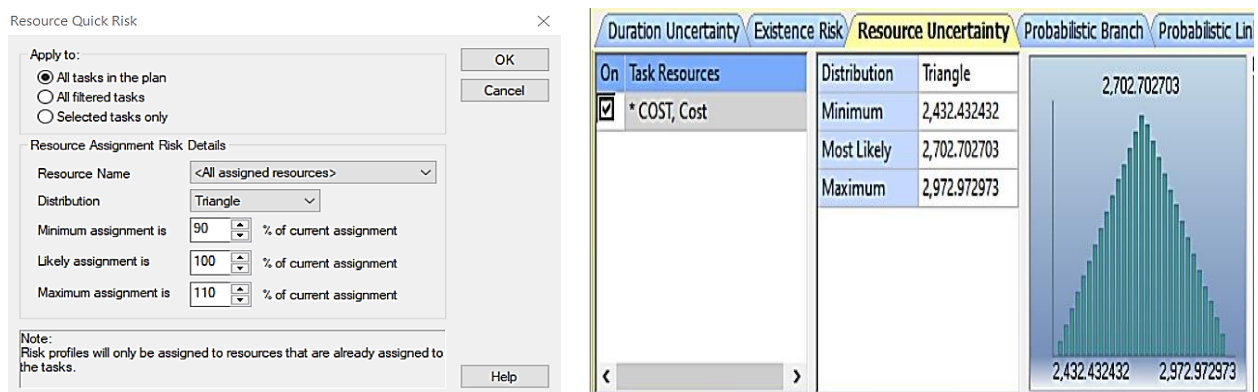 Resource Quick Risk
Apply to:
All tasks in the plan
All filtered tasks
Selected tasks only
OK
Cancel
Resource Assignment Risk Details
Resource Name <All assigned resources>
Distribution Triangle
Minimum assignment is 90 % of current assignment
Likely assignment is 100 % of current assignment
Maximum assignment is 110 % of current assignment
Note:
Risk profiles will only be assigned to resources that are already assigned to
the tasks.
Help
Duration Uncertainty Existence Risk Resource Uncertainty Probabilistic Branch Probabilistic Lin
On Task Resources
* COST, Cost
Distribution Triangle
Minimum 2,432.432432
Most Likely 2,702.702703
Maximum 2,972.972973
2,702.702703
2,432.432432 2,972.972973